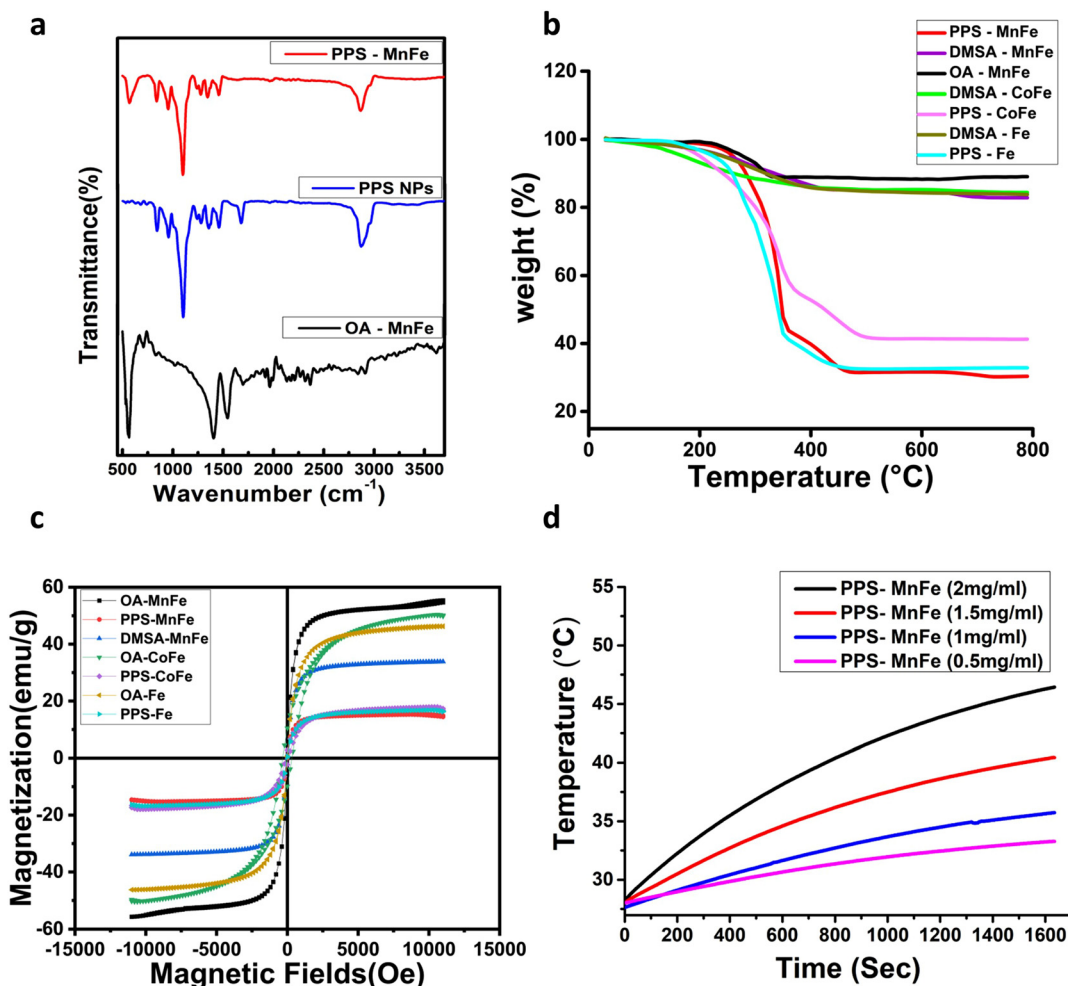 a
PPS - MnFe
PPS NPs
OA - MnFe
Transmittance(%)
500 1000 1500 2000 2500 3000 3500
Wavenumber (cm⁻¹)
b
PPS - MnFe
DMSA - MnFe
OA - MnFe
DMSA - CoFe
PPS - CoFe
DMSA - Fe
PPS - Fe
120
100
80
60
40
20
weight (%)
0 200 400 600 800
Temperature (°C)
c
OA-MnFe
PPS-MnFe
DMSA-MnFe
OA-CoFe
PPS-CoFe
OA-Fe
PPS-Fe
60
40
20
0
-20
-40
-60
Magnetization(emu/g)
-15000 -10000 -5000 0 5000 10000 15000
Magnetic Fields(Oe)
d
PPS- MnFe (2mg/ml)
PPS- MnFe (1.5mg/ml)
PPS- MnFe (1mg/ml)
PPS- MnFe (0.5mg/ml)
55
50
45
40
35
30
Temperature (°C)
0 200 400 600 800 1000 1200 1400 1600
Time (Sec)